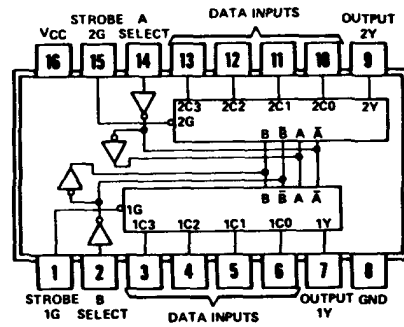 STROBE A DATA INPUTS OUTPUT
VCC 2G SELECT 2Y
16 15 14 13 12 11 10 9
2C3 2C2 2C1 2C0 2Y
2G
B B̅ A A̅
B B̅ A A̅
1G
1C3 1C2 1C1 1C0 1Y
1 2 3 4 5 6 7 8
STROBE B OUTPUT GND
1G SELECT DATA INPUTS 1Y